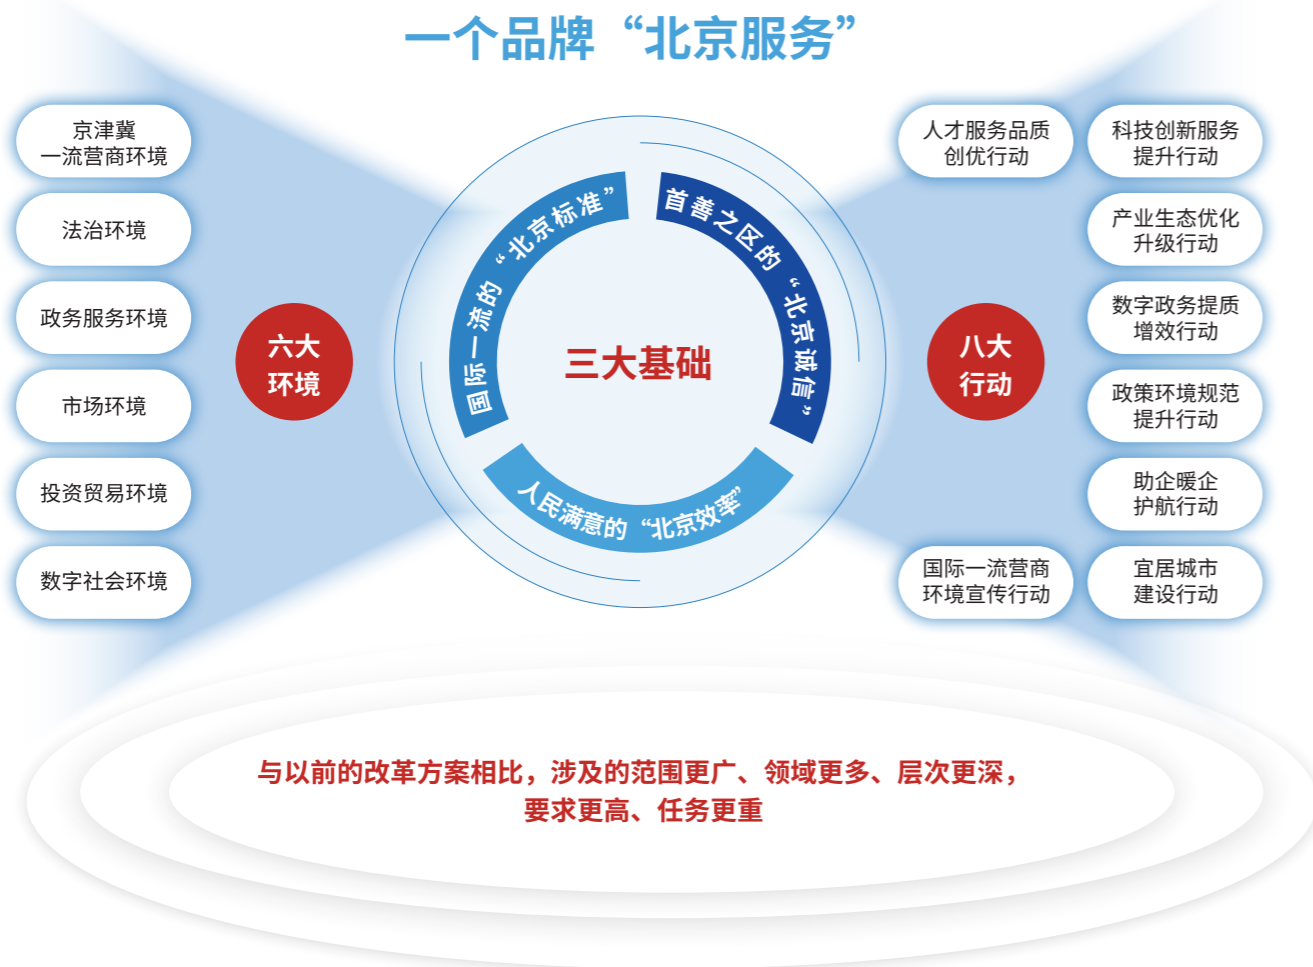 一个品牌“北京服务”
京津冀
一流营商环境
法治环境
政务服务环境
市场环境
投资贸易环境
数字社会环境
六大
环境
国际一流的“北京标准”
首善之区的“北京诚信”
人民满意的“北京效率”
三大基础
八大
行动
人才服务品质
创优行动
科技创新服务
提升行动
产业生态优化
升级行动
数字政务提质
增效行动
政策环境规范
提升行动
助企暖企
护航行动
国际一流营商
环境宣传行动
宜居城市
建设行动
与以前的改革方案相比，涉及的范围更广、领域更多、层次更深，
要求更高、任务更重